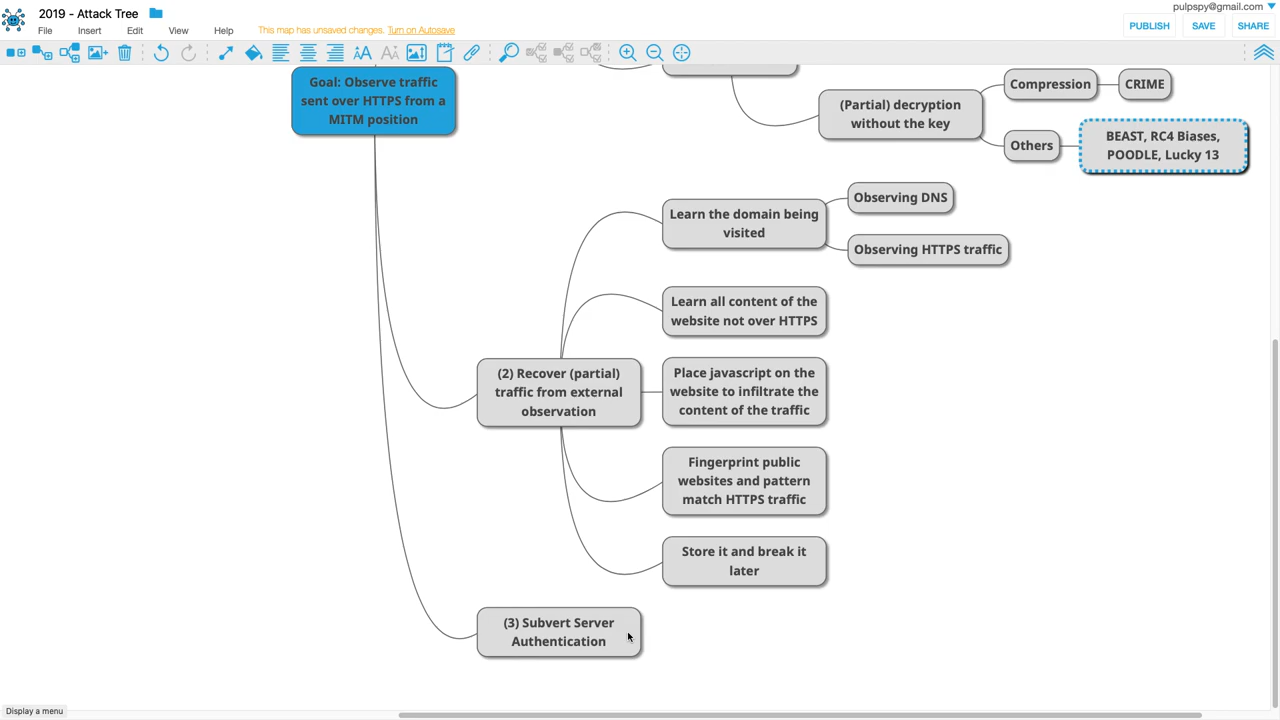 2019 - Attack Tree
pulpspy@gmail.com
File Insert Edit View Help
This map has unsaved changes. Turn on Autosave
PUBLISH SAVE SHARE
Goal: Observe traffic
sent over HTTPS from a
MITM position
(Partial) decryption
without the key
Compression
CRIME
Others
BEAST, RC4 Biases,
POODLE, Lucky 13
Learn the domain being
visited
Observing DNS
Observing HTTPS traffic
Learn all content of the
website not over HTTPS
(2) Recover (partial)
traffic from external
observation
Place javascript on the
website to infiltrate the
content of the traffic
Fingerprint public
websites and pattern
match HTTPS traffic
Store it and break it
later
(3) Subvert Server
Authentication
Display a menu